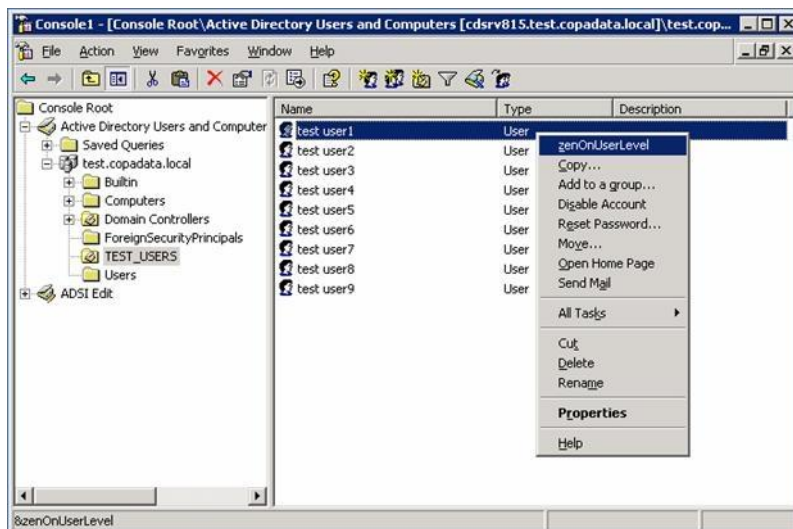 Console1 - [Console Root\Active Directory Users and Computers [cdsrv815.test.copadata.local]\test.cop...
File Action View Favorites Window Help
Console Root
Active Directory Users and Computer
Saved Queries
test.copadata.local
Builtin
Computers
Domain Controllers
ForeignSecurityPrincipals
TEST_USERS
Users
ADSI Edit
Name Type Description
test user1 User
test user2 User
test user3 User
test user4 User
test user5 User
test user6 User
test user7 User
test user8 User
test user9 User
zenOnUserLevel
Copy...
Add to a group...
Disable Account
Reset Password...
Move...
Open Home Page
Send Mail
All Tasks
Cut
Delete
Rename
Properties
Help
&zenOnUserLevel